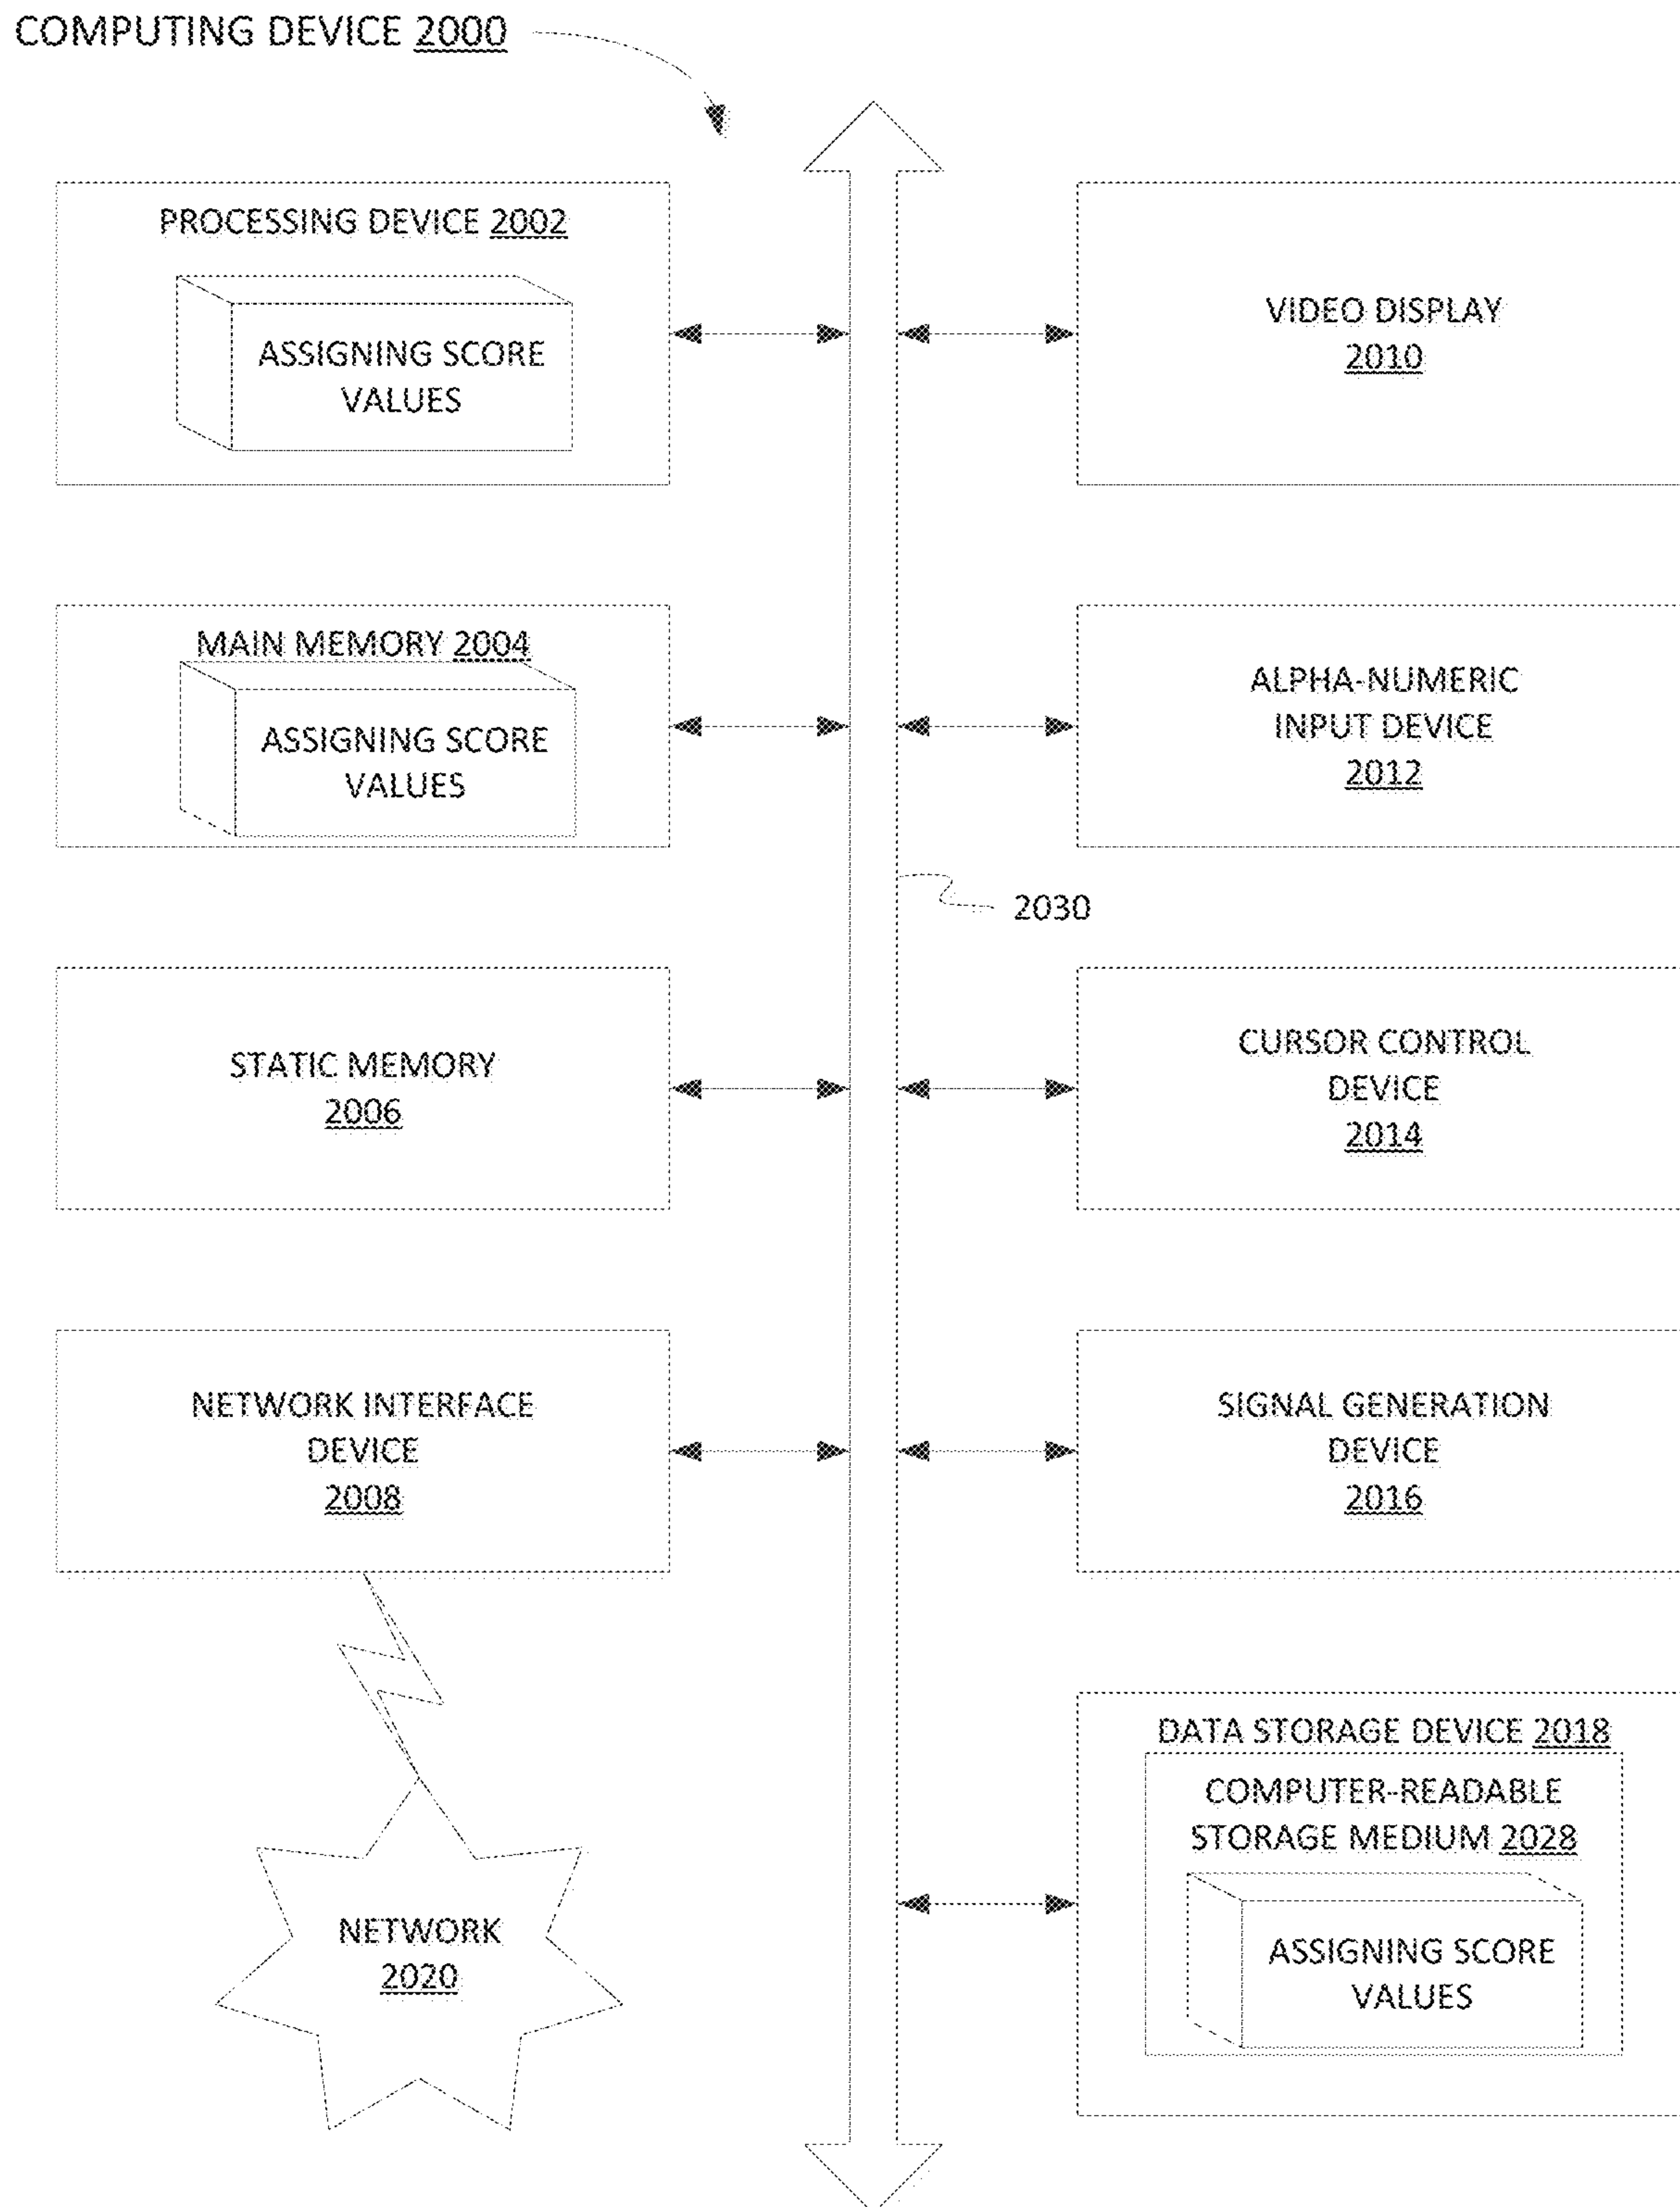 COMPUTING DEVICE 2000
PROCESSING DEVICE 2002
ASSIGNING SCORE
VALUES
VIDEO DISPLAY
2010
MAIN MEMORY 2004
ASSIGNING SCORE
VALUES
ALPHA-NUMERIC
INPUT DEVICE
2012
2030
STATIC MEMORY
2006
CURSOR CONTROL
DEVICE
2014
NETWORK INTERFACE
DEVICE
2008
SIGNAL GENERATION
DEVICE
2016
DATA STORAGE DEVICE 2018
COMPUTER-READABLE
STORAGE MEDIUM 2028
ASSIGNING SCORE
VALUES
NETWORK
2020